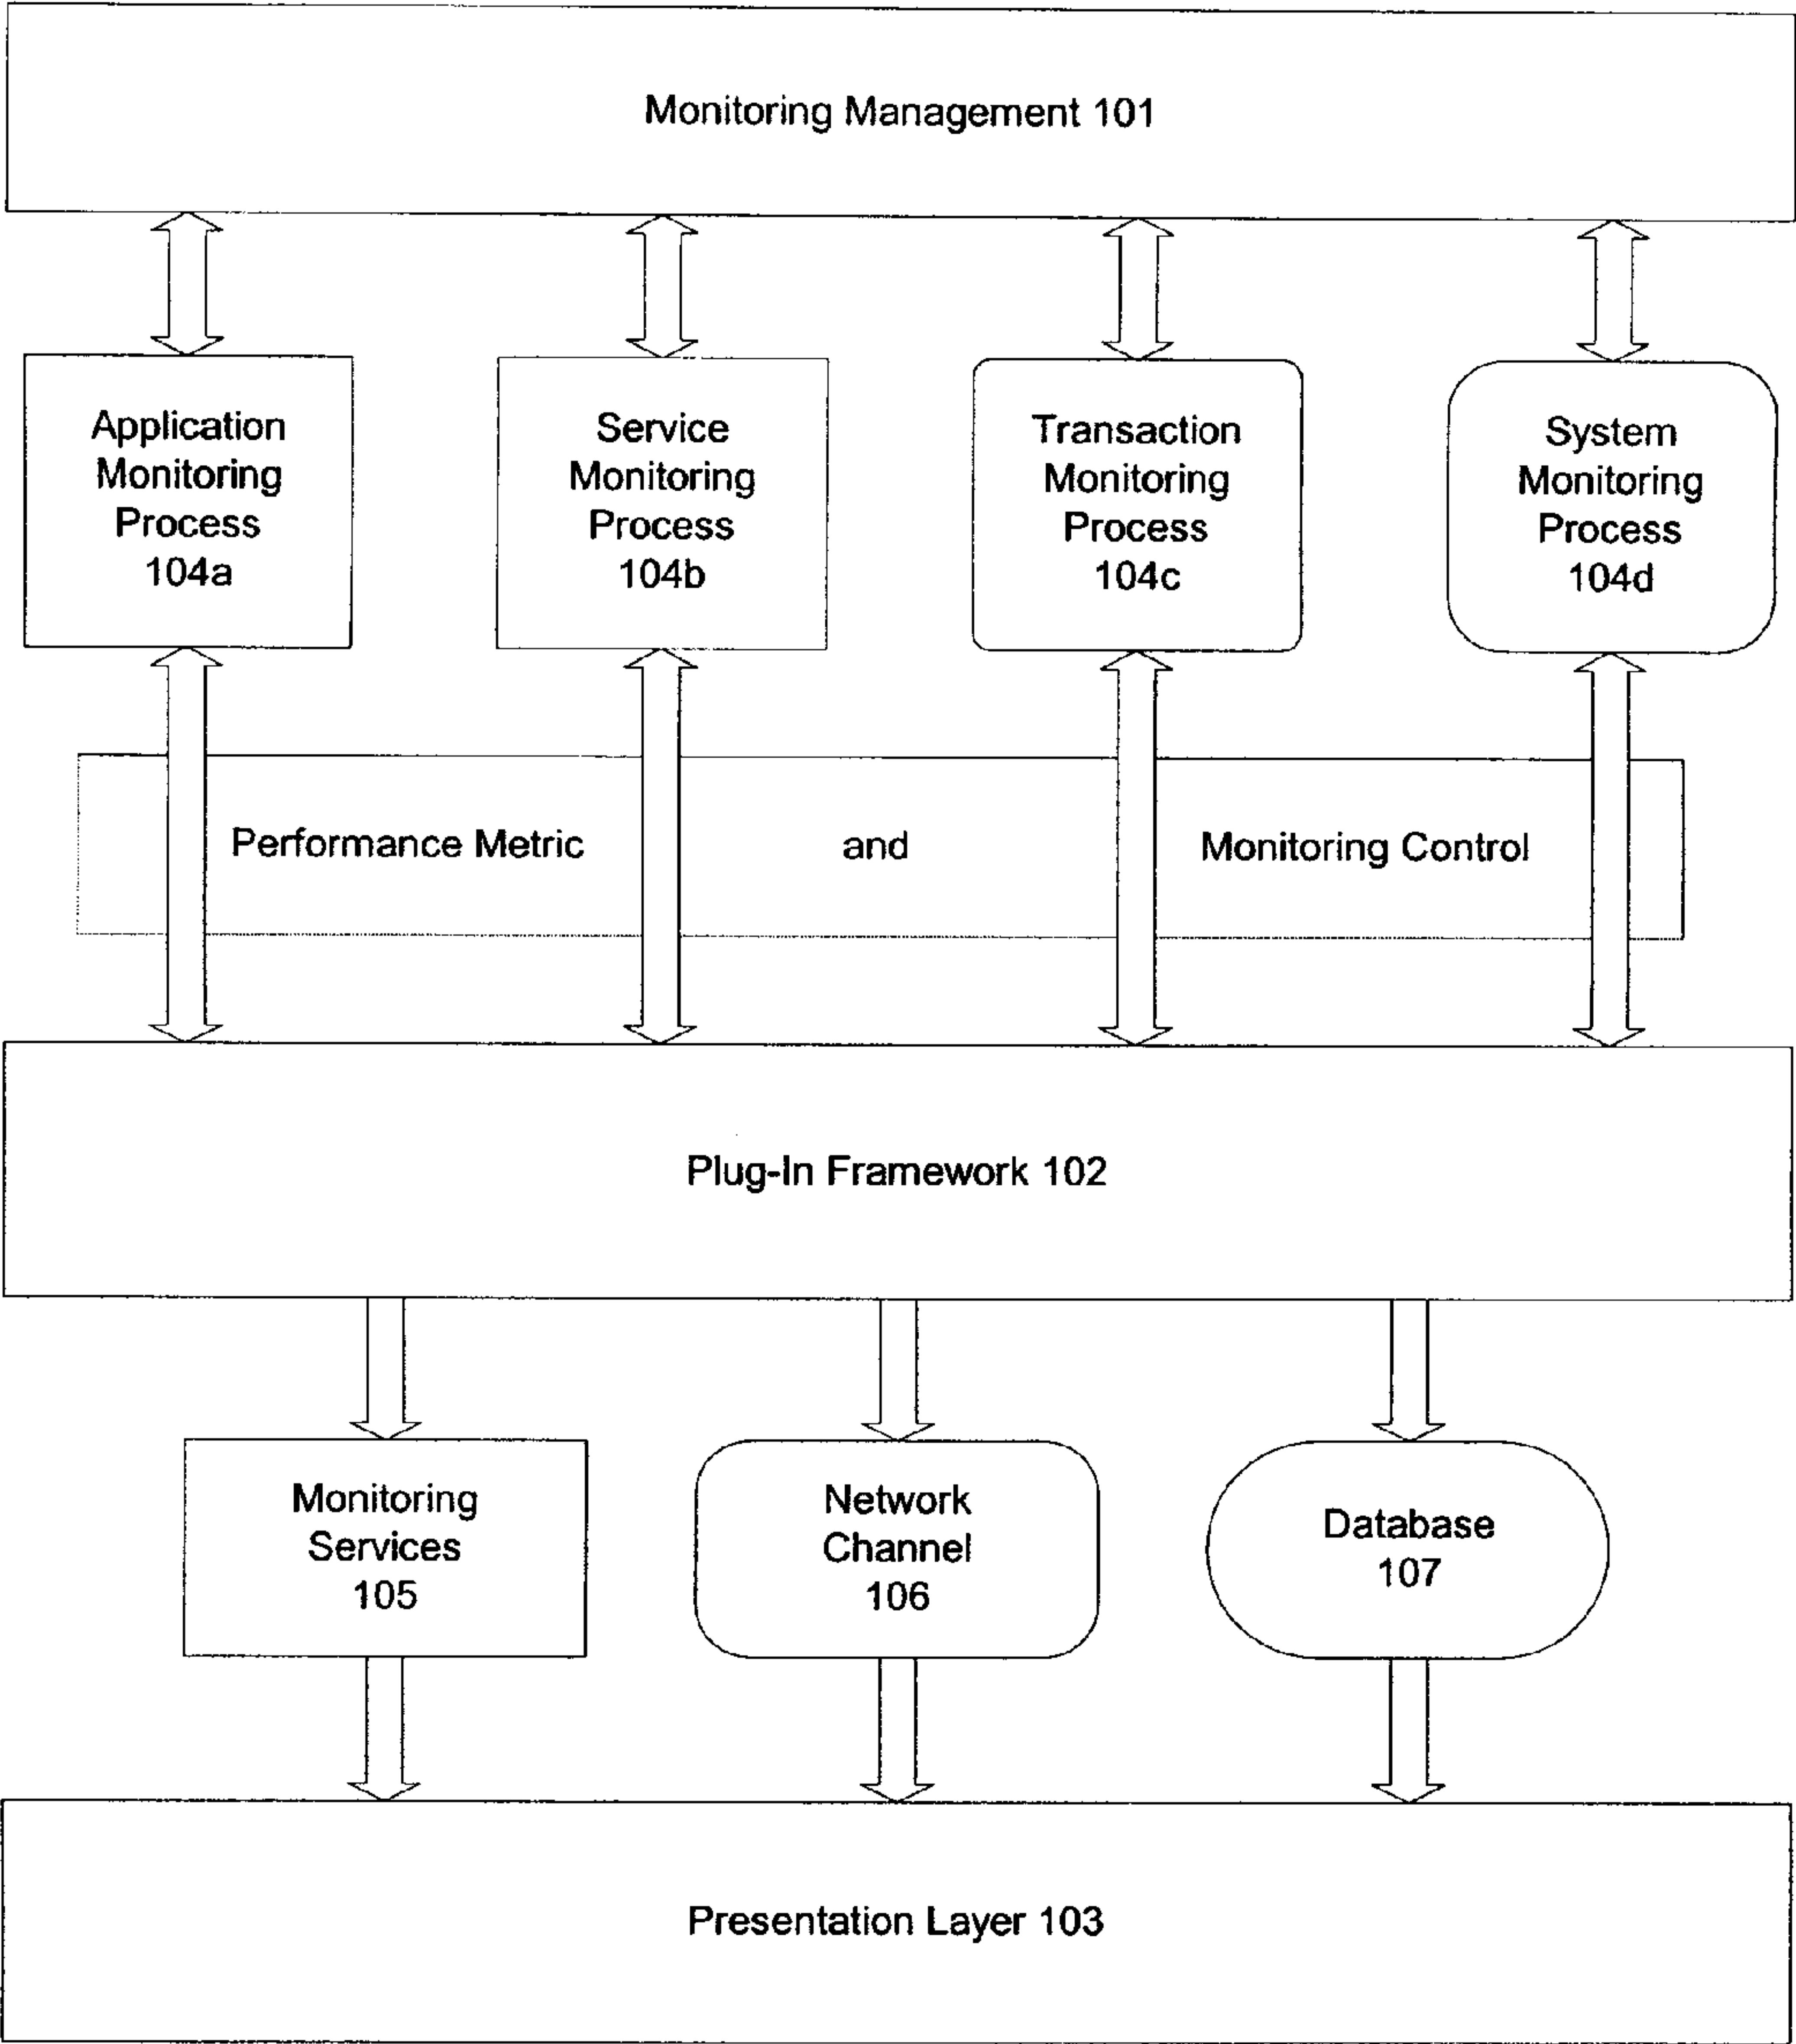 Monitoring Management 101
Application
Monitoring
Process
104a
Service
Monitoring
Process
104b
Transaction
Monitoring
Process
104c
System
Monitoring
Process
104d
Performance Metric and Monitoring Control
Plug-In Framework 102
Monitoring
Services
105
Network
Channel
106
Database
107
Presentation Layer 103